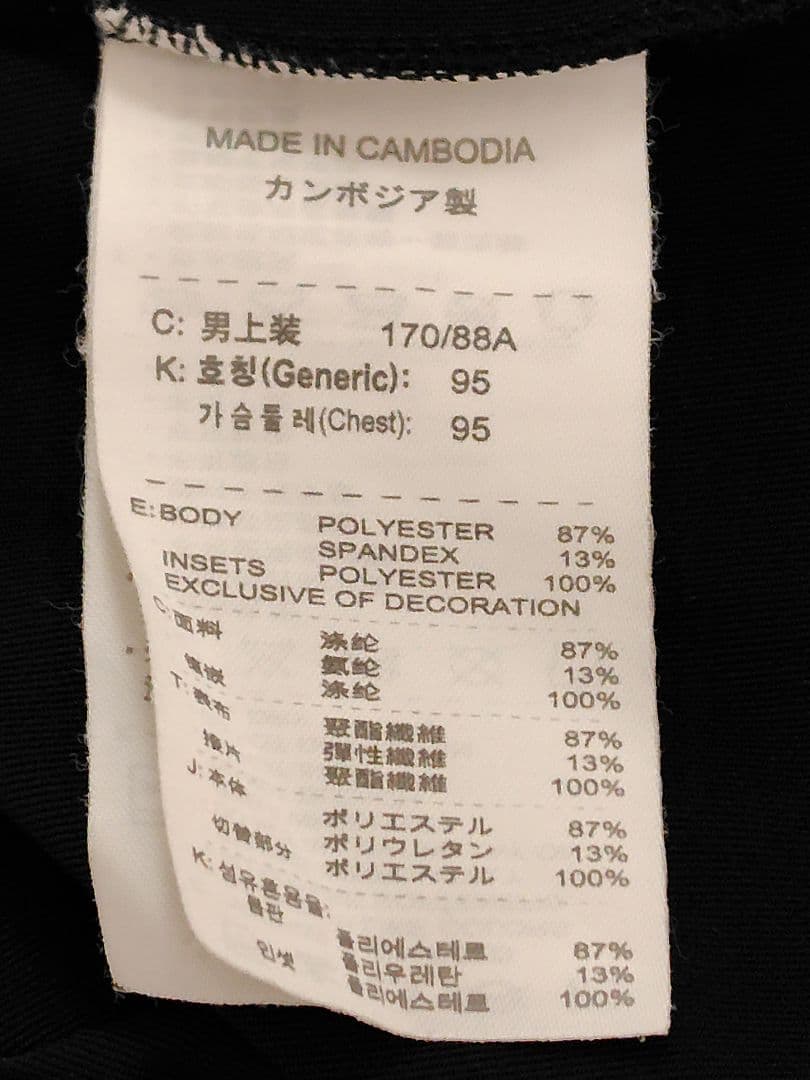 MADE IN CAMBODIA
カンボジア製
C: 男上装 170/88A
K: 호칭(Generic): 95
가슴둘레(Chest): 95
E: BODY POLYESTER 87%
SPANDEX 13%
INSETS POLYESTER 100%
EXCLUSIVE OF DECORATION
C: 面料 涤纶 87%
镶嵌 氨纶 13%
涤纶 100%
T: 表布 聚酯纖維 87%
彈性纖維 13%
接片 聚酯纖維 100%
J: 本体 ポリエステル 87%
ポリウレタン 13%
切替部分 ポリエステル 100%
K: 섬유혼용율:
몸판 폴리에스테르 87%
폴리우레탄 13%
인셋 폴리에스테르 100%